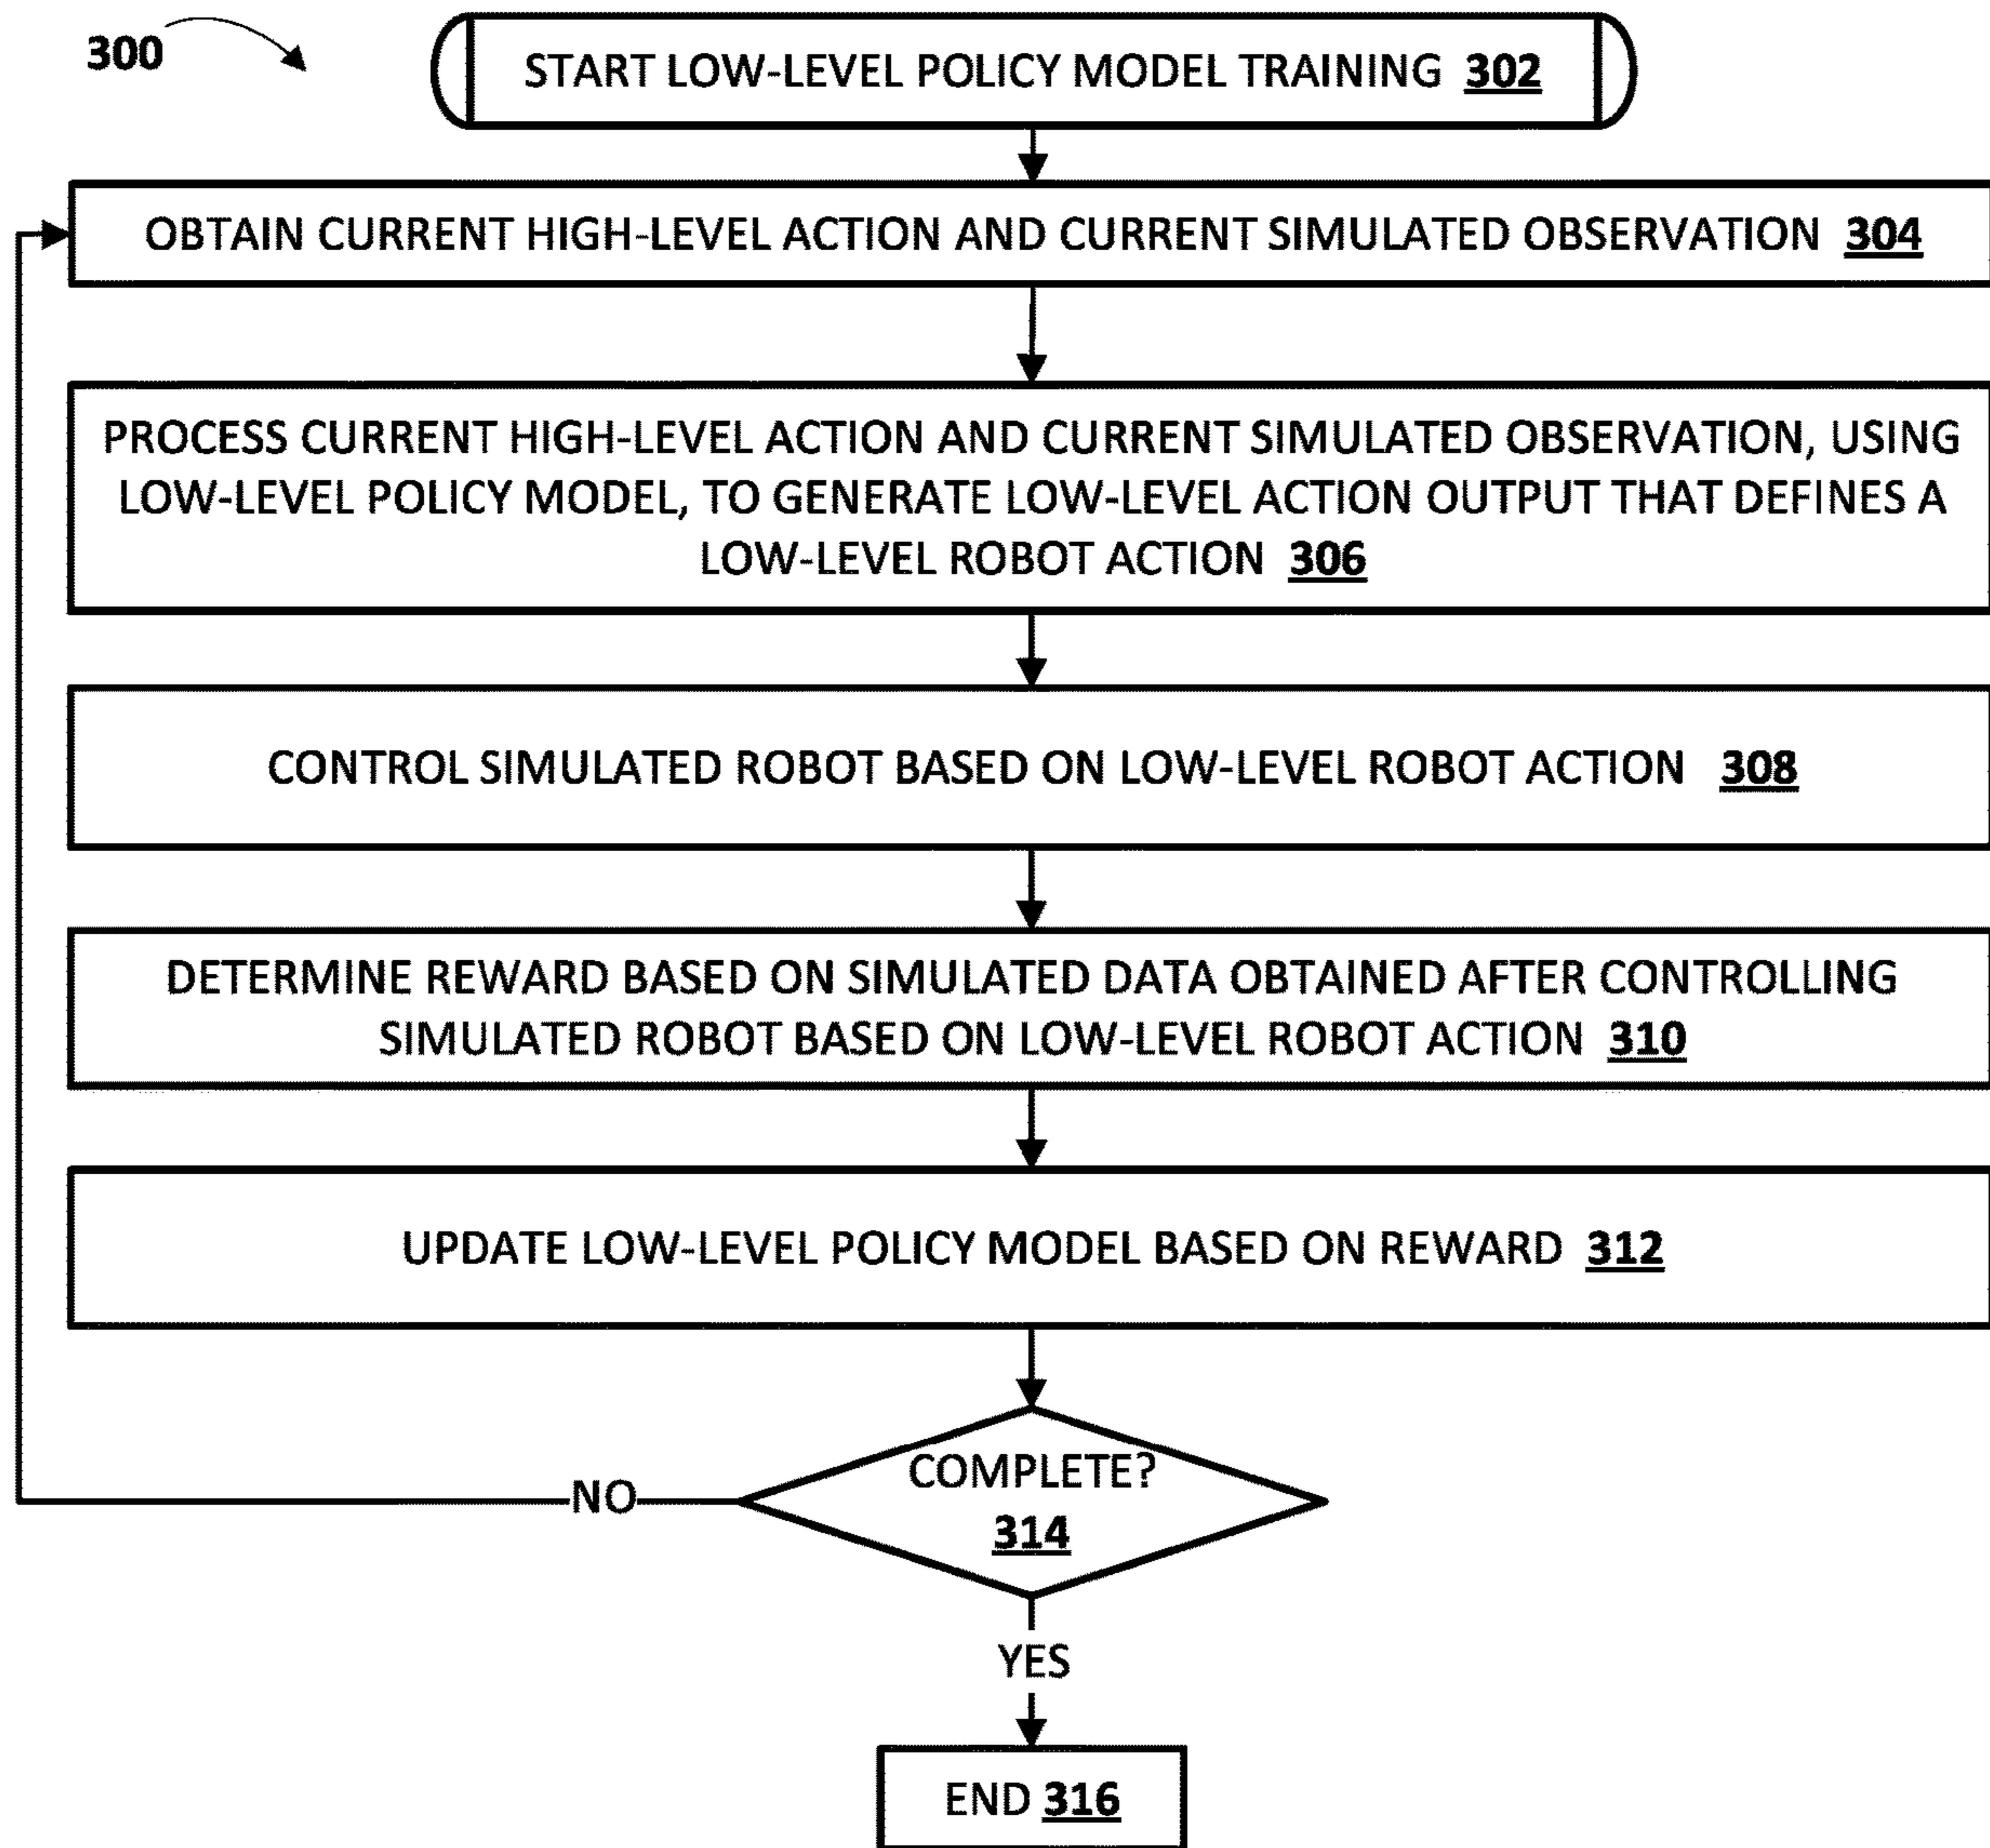 300
START LOW-LEVEL POLICY MODEL TRAINING 302
OBTAIN CURRENT HIGH-LEVEL ACTION AND CURRENT SIMULATED OBSERVATION 304
PROCESS CURRENT HIGH-LEVEL ACTION AND CURRENT SIMULATED OBSERVATION, USING
LOW-LEVEL POLICY MODEL, TO GENERATE LOW-LEVEL ACTION OUTPUT THAT DEFINES A
LOW-LEVEL ROBOT ACTION 306
CONTROL SIMULATED ROBOT BASED ON LOW-LEVEL ROBOT ACTION 308
DETERMINE REWARD BASED ON SIMULATED DATA OBTAINED AFTER CONTROLLING
SIMULATED ROBOT BASED ON LOW-LEVEL ROBOT ACTION 310
UPDATE LOW-LEVEL POLICY MODEL BASED ON REWARD 312
COMPLETE?
314
NO
YES
END 316